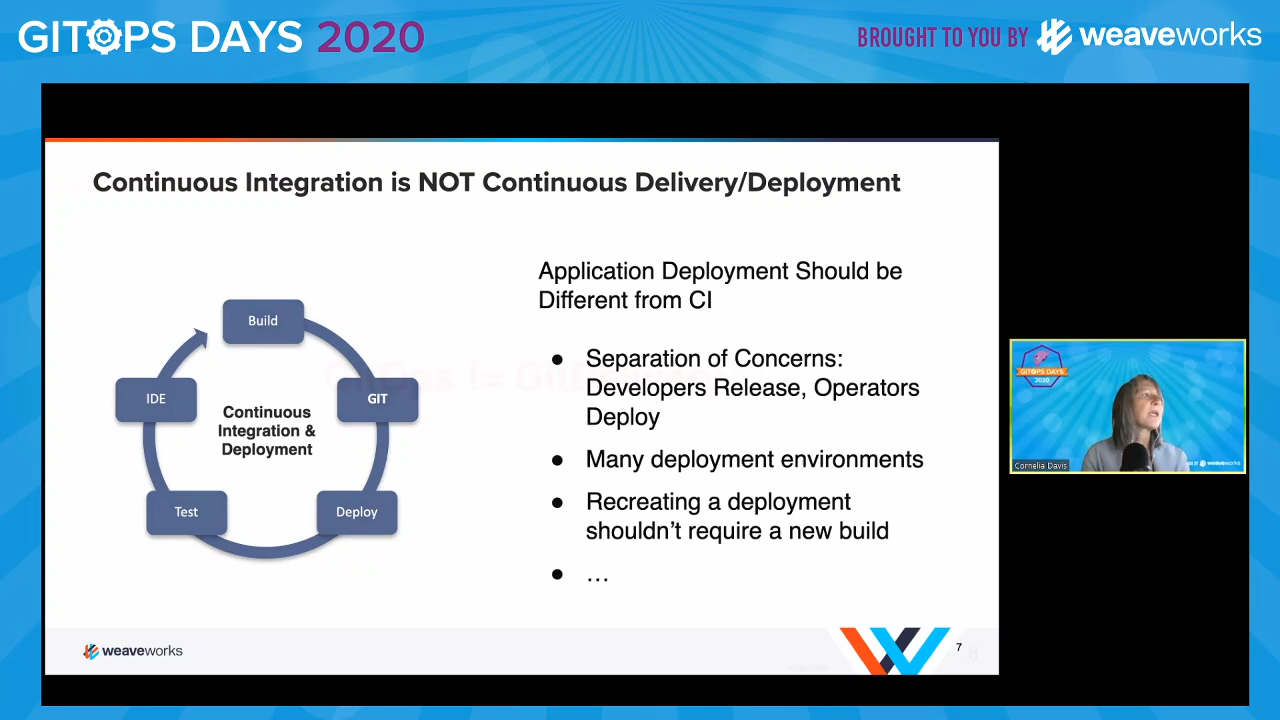 GITOPS DAYS 2020
BROUGHT TO YOU BY weaveworks
Continuous Integration is NOT Continuous Delivery/Deployment
Build
IDE
GIT
Continuous
Integration &
Deployment
Test
Deploy
Application Deployment Should be
Different from CI
● Separation of Concerns:
Developers Release, Operators
Deploy
● Many deployment environments
● Recreating a deployment
shouldn't require a new build
● …
weaveworks
7
GITOPS DAYS
2020
Cornelia Davis
weaveworks